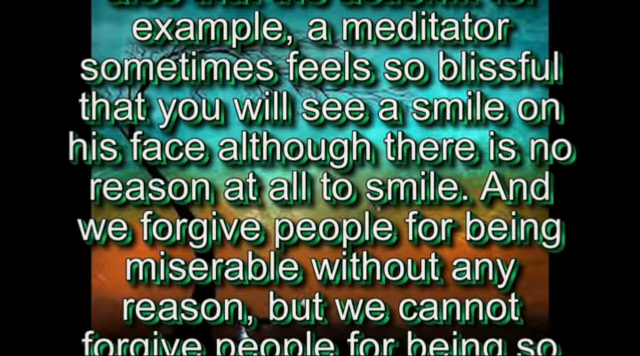 example, a meditator
sometimes feels so blissful
that you will see a smile on
his face although there is no
reason at all to smile. And
we forgive people for being
miserable without any
reason, but we cannot
forgive people for being so